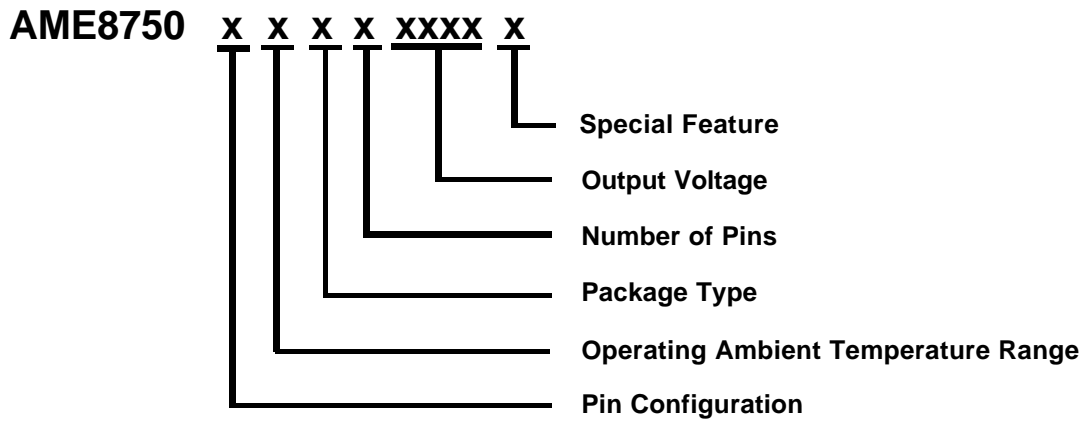 AME8750 x x x x xxxx x
Special Feature
Output Voltage
Number of Pins
Package Type
Operating Ambient Temperature Range
Pin Configuration